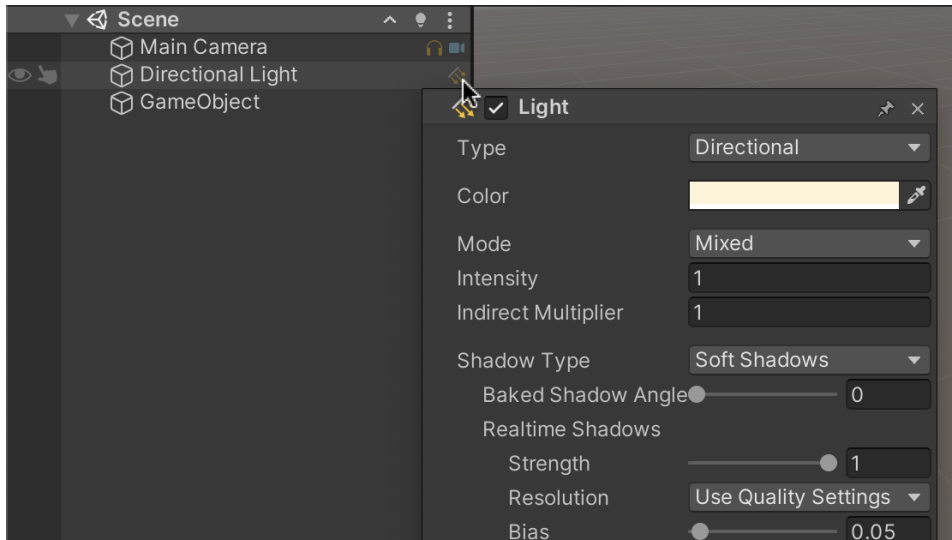 Scene
Main Camera
Directional Light
GameObject
Light
Type Directional
Color
Mode Mixed
Intensity 1
Indirect Multiplier 1
Shadow Type Soft Shadows
Baked Shadow Angle 0
Realtime Shadows
Strength 1
Resolution Use Quality Settings
Bias 0.05